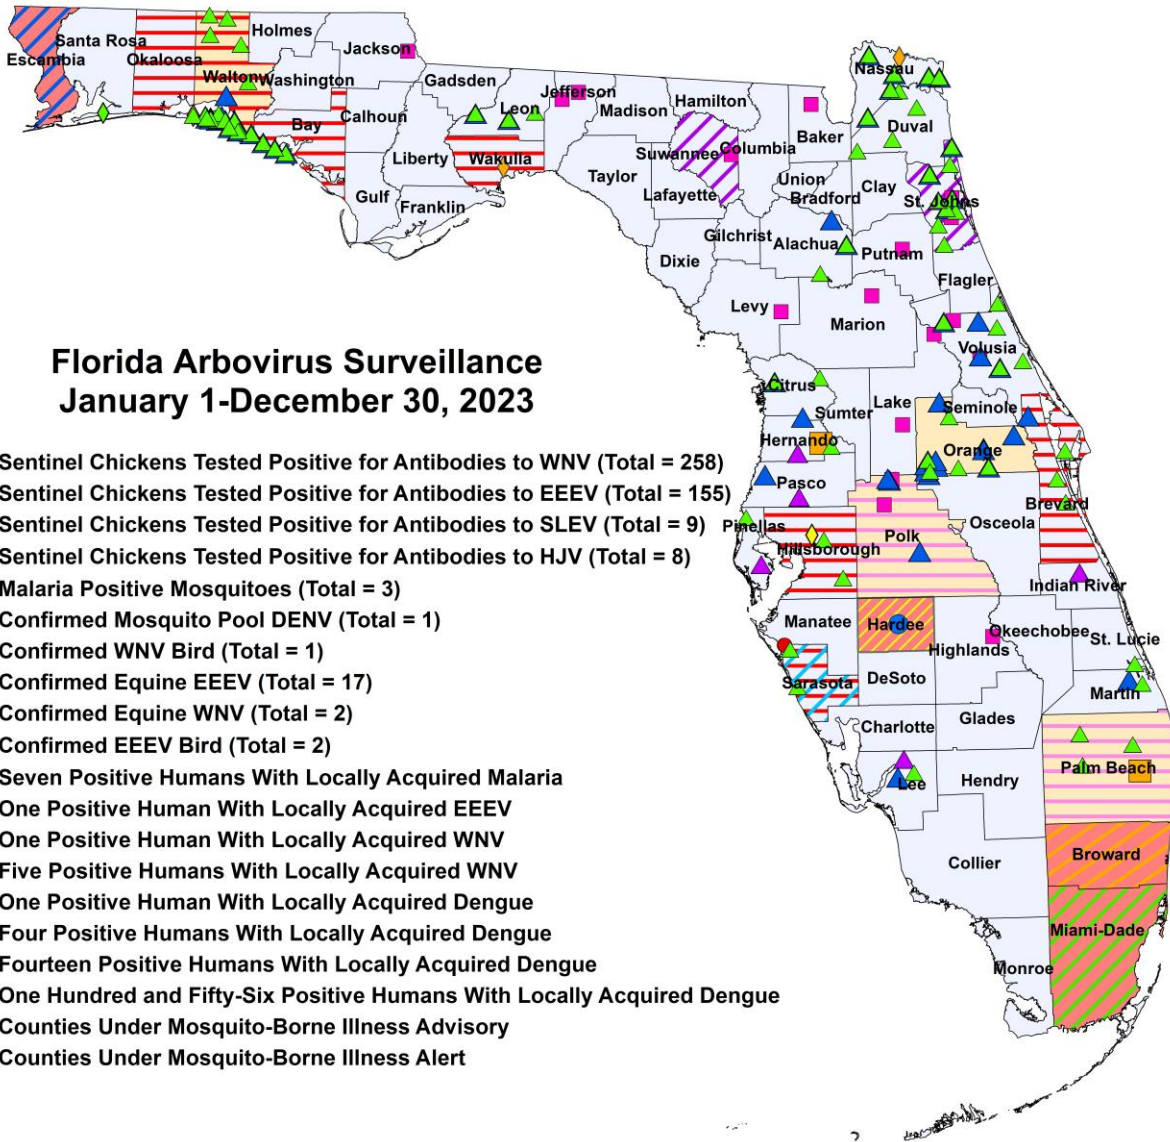 Florida Arbovirus Surveillance
January 1-December 30, 2023
Sentinel Chickens Tested Positive for Antibodies to WNV (Total = 258)
Sentinel Chickens Tested Positive for Antibodies to EEEV (Total = 155)
Sentinel Chickens Tested Positive for Antibodies to SLEV (Total = 9)
Sentinel Chickens Tested Positive for Antibodies to HJV (Total = 8)
Malaria Positive Mosquitoes (Total = 3)
Confirmed Mosquito Pool DENV (Total = 1)
Confirmed WNV Bird (Total = 1)
Confirmed Equine EEEV (Total = 17)
Confirmed Equine WNV (Total = 2)
Confirmed EEEV Bird (Total = 2)
Seven Positive Humans With Locally Acquired Malaria
One Positive Human With Locally Acquired EEEV
One Positive Human With Locally Acquired WNV
Five Positive Humans With Locally Acquired WNV
One Positive Human With Locally Acquired Dengue
Four Positive Humans With Locally Acquired Dengue
Fourteen Positive Humans With Locally Acquired Dengue
One Hundred and Fifty-Six Positive Humans With Locally Acquired Dengue
Counties Under Mosquito-Borne Illness Advisory
Counties Under Mosquito-Borne Illness Alert
Escambia
Santa Rosa
Okaloosa
Walton
Holmes
Washington
Bay
Jackson
Calhoun
Gulf
Gadsden
Liberty
Franklin
Leon
Wakulla
Jefferson
Madison
Taylor
Hamilton
Suwannee
Lafayette
Columbia
Dixie
Gilchrist
Baker
Union
Bradford
Alachua
Levy
Nassau
Duval
Clay
St. Johns
Putnam
Flagler
Marion
Volusia
Citrus
Sumter
Lake
Seminole
Hernando
Orange
Pasco
Brevard
Osceola
Pinellas
Hillsborough
Polk
Indian River
Manatee
Hardee
Highlands
Okeechobee
St. Lucie
Sarasota
DeSoto
Martin
Charlotte
Glades
Lee
Hendry
Palm Beach
Collier
Broward
Monroe
Miami-Dade